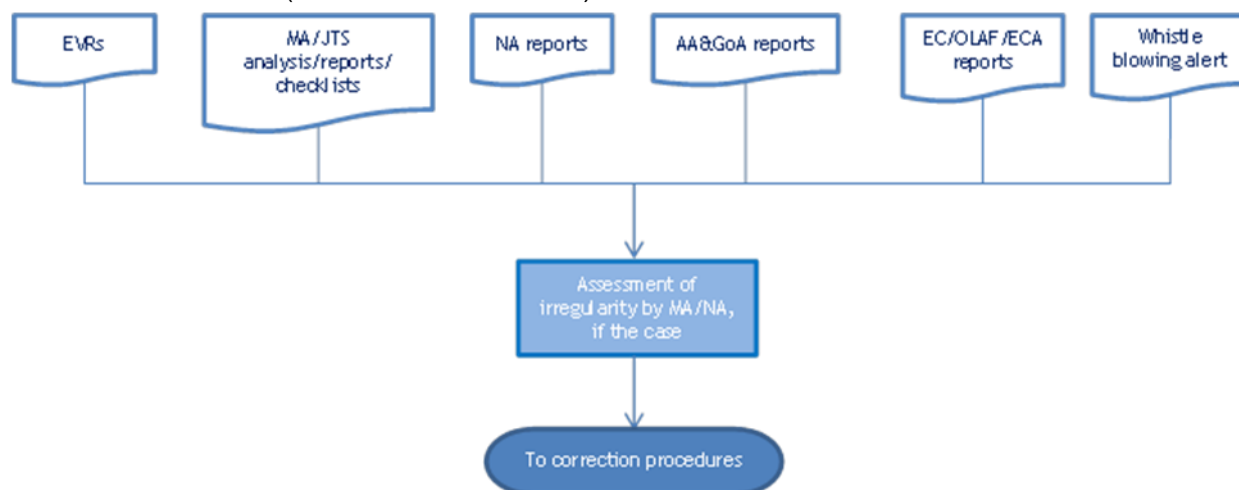 EVRs
MA/JTS
analysis/reports/
checklists
NA reports
AA&GoA reports
EC/OLAF/ECA
reports
Whistle
blowing alert
Assessment of
irregularity by MA/NA,
if the case
To correction procedures